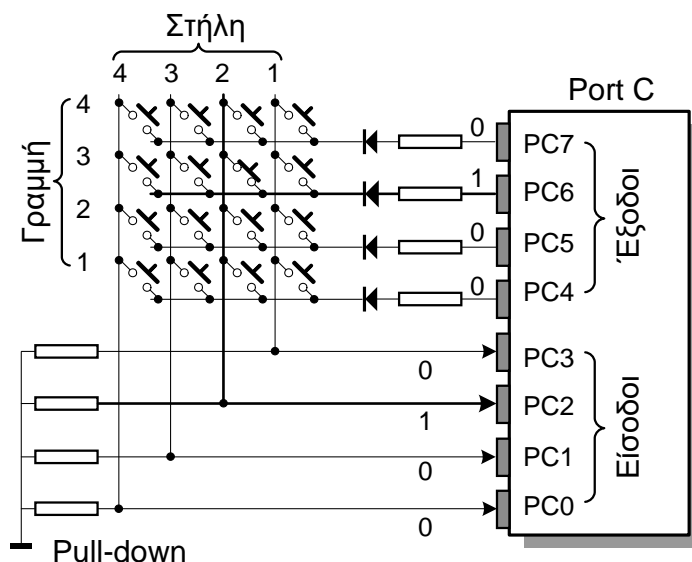 Στήλη
4 3 2 1
Port C
Γραμμή
4
3
2
1
0 PC7
1 PC6
0 PC5
0 PC4
Έξοδοι
0 PC3
1 PC2
0 PC1
0 PC0
Είσοδοι
Pull-down